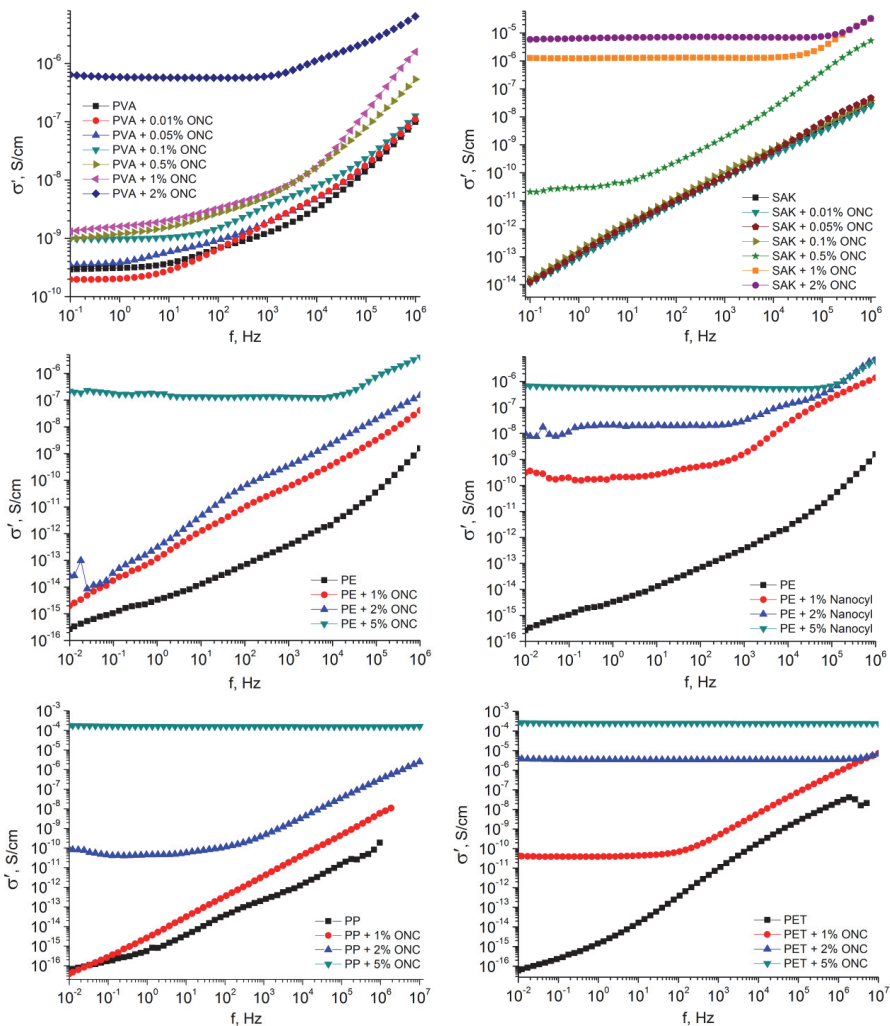 10⁻⁶
10⁻⁷
10⁻⁸
10⁻⁹
10⁻¹⁰
σ', S/cm
PVA
PVA + 0.01% ONC
PVA + 0.05% ONC
PVA + 0.1% ONC
PVA + 0.5% ONC
PVA + 1% ONC
PVA + 2% ONC
10⁻¹ 10⁰ 10¹ 10² 10³ 10⁴ 10⁵ 10⁶
f, Hz
10⁻⁵
10⁻⁶
10⁻⁷
10⁻⁸
10⁻⁹
10⁻¹⁰
10⁻¹¹
10⁻¹²
10⁻¹³
10⁻¹⁴
σ', S/cm
SAK
SAK + 0.01% ONC
SAK + 0.05% ONC
SAK + 0.1% ONC
SAK + 0.5% ONC
SAK + 1% ONC
SAK + 2% ONC
10⁻¹ 10⁰ 10¹ 10² 10³ 10⁴ 10⁵ 10⁶
f, Hz
10⁻⁶
10⁻⁷
10⁻⁸
10⁻⁹
10⁻¹⁰
10⁻¹¹
10⁻¹²
10⁻¹³
10⁻¹⁴
10⁻¹⁵
10⁻¹⁶
σ', S/cm
PE
PE + 1% ONC
PE + 2% ONC
PE + 5% ONC
10⁻² 10⁻¹ 10⁰ 10¹ 10² 10³ 10⁴ 10⁵ 10⁶
f, Hz
10⁻⁶
10⁻⁷
10⁻⁸
10⁻⁹
10⁻¹⁰
10⁻¹¹
10⁻¹²
10⁻¹³
10⁻¹⁴
10⁻¹⁵
10⁻¹⁶
σ', S/cm
PE
PE + 1% Nanocyl
PE + 2% Nanocyl
PE + 5% Nanocyl
10⁻² 10⁻¹ 10⁰ 10¹ 10² 10³ 10⁴ 10⁵ 10⁶
f, Hz
10⁻³
10⁻⁴
10⁻⁵
10⁻⁶
10⁻⁷
10⁻⁸
10⁻⁹
10⁻¹⁰
10⁻¹¹
10⁻¹²
10⁻¹³
10⁻¹⁴
10⁻¹⁵
10⁻¹⁶
σ', S/cm
PP
PP + 1% ONC
PP + 2% ONC
PP + 5% ONC
10⁻² 10⁻¹ 10⁰ 10¹ 10² 10³ 10⁴ 10⁵ 10⁶ 10⁷
f, Hz
10⁻³
10⁻⁴
10⁻⁵
10⁻⁶
10⁻⁷
10⁻⁸
10⁻⁹
10⁻¹⁰
10⁻¹¹
10⁻¹²
10⁻¹³
10⁻¹⁴
10⁻¹⁵
10⁻¹⁶
σ', S/cm
PET
PET + 1% ONC
PET + 2% ONC
PET + 5% ONC
10⁻² 10⁻¹ 10⁰ 10¹ 10² 10³ 10⁴ 10⁵ 10⁶ 10⁷
f, Hz